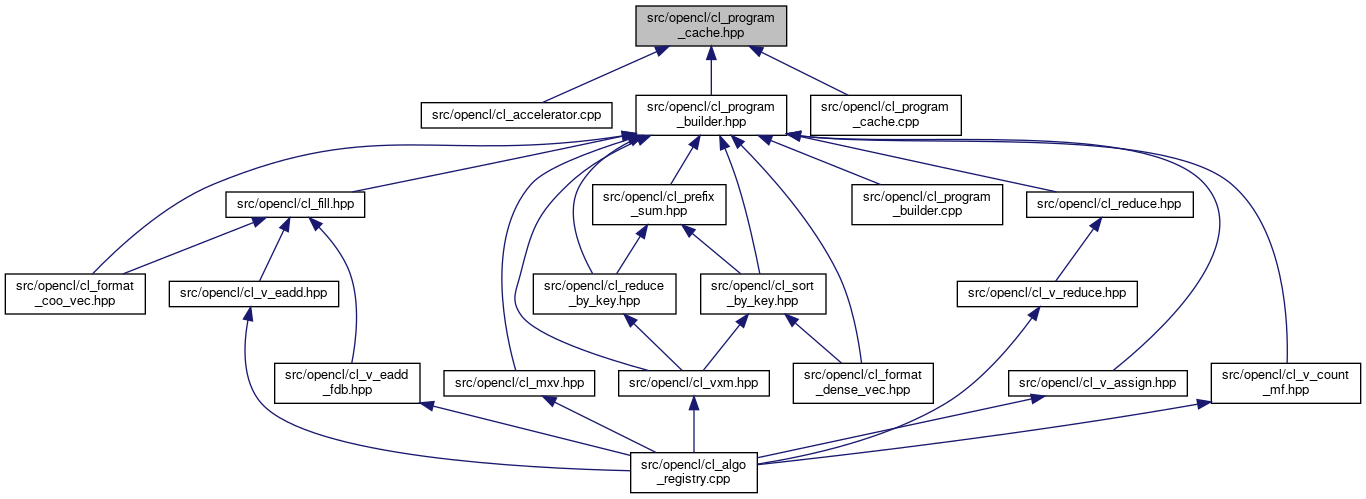 src/opencl/cl_program
_cache.hpp
src/opencl/cl_accelerator.cpp
src/opencl/cl_program
_builder.hpp
src/opencl/cl_program
_cache.cpp
src/opencl/cl_fill.hpp
src/opencl/cl_prefix
_sum.hpp
src/opencl/cl_program
_builder.cpp
src/opencl/cl_reduce.hpp
src/opencl/cl_format
_coo_vec.hpp
src/opencl/cl_v_eadd.hpp
src/opencl/cl_reduce
_by_key.hpp
src/opencl/cl_sort
_by_key.hpp
src/opencl/cl_v_reduce.hpp
src/opencl/cl_v_eadd
_fdb.hpp
src/opencl/cl_mxv.hpp
src/opencl/cl_vxm.hpp
src/opencl/cl_format
_dense_vec.hpp
src/opencl/cl_v_assign.hpp
src/opencl/cl_v_count
_mf.hpp
src/opencl/cl_algo
_registry.cpp